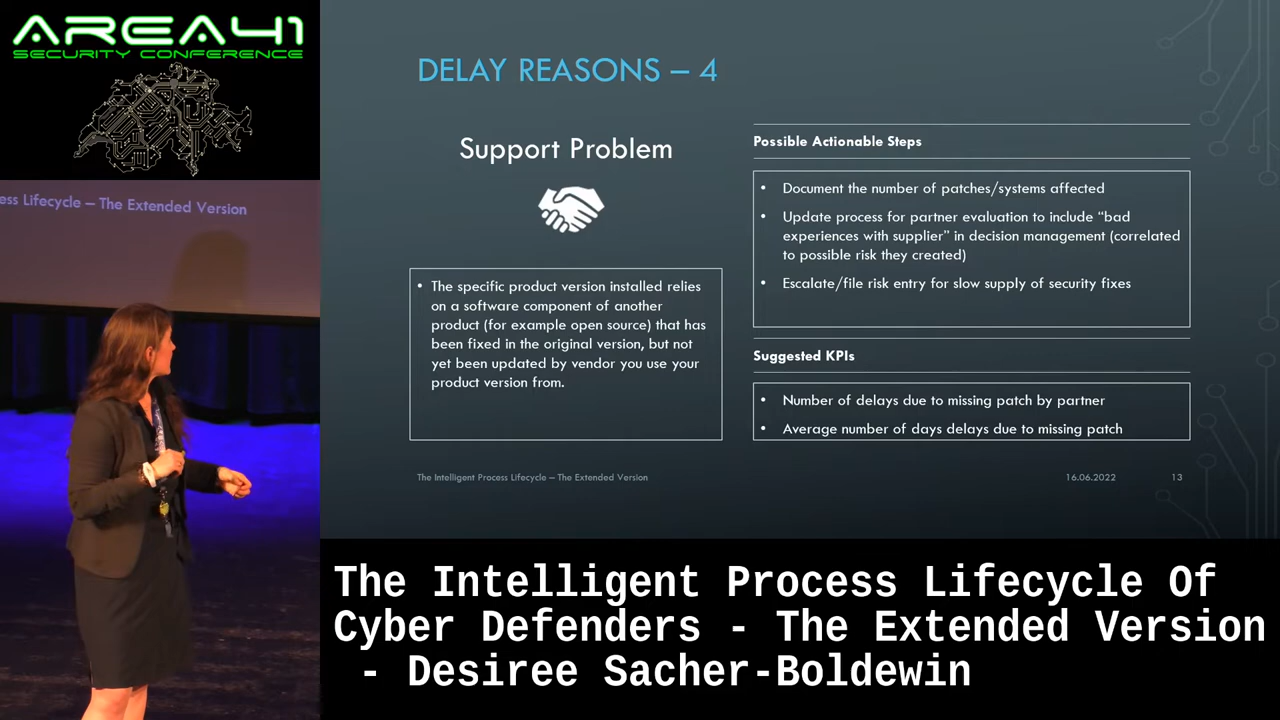 AREA41
SECURITY CONFERENCE
ess Lifecycle – The Extended Version
DELAY REASONS – 4
Support Problem
• The specific product version installed relies
on a software component of another
product (for example open source) that has
been fixed in the original version, but not
yet been updated by vendor you use your
product version from.
Possible Actionable Steps
• Document the number of patches/systems affected
• Update process for partner evaluation to include “bad
experiences with supplier” in decision management (correlated
to possible risk they created)
• Escalate/file risk entry for slow supply of security fixes
Suggested KPIs
• Number of delays due to missing patch by partner
• Average number of days delays due to missing patch
The Intelligent Process Lifecycle – The Extended Version
16.06.2022
13
The Intelligent Process Lifecycle Of
Cyber Defenders - The Extended Version
- Desiree Sacher-Boldewin